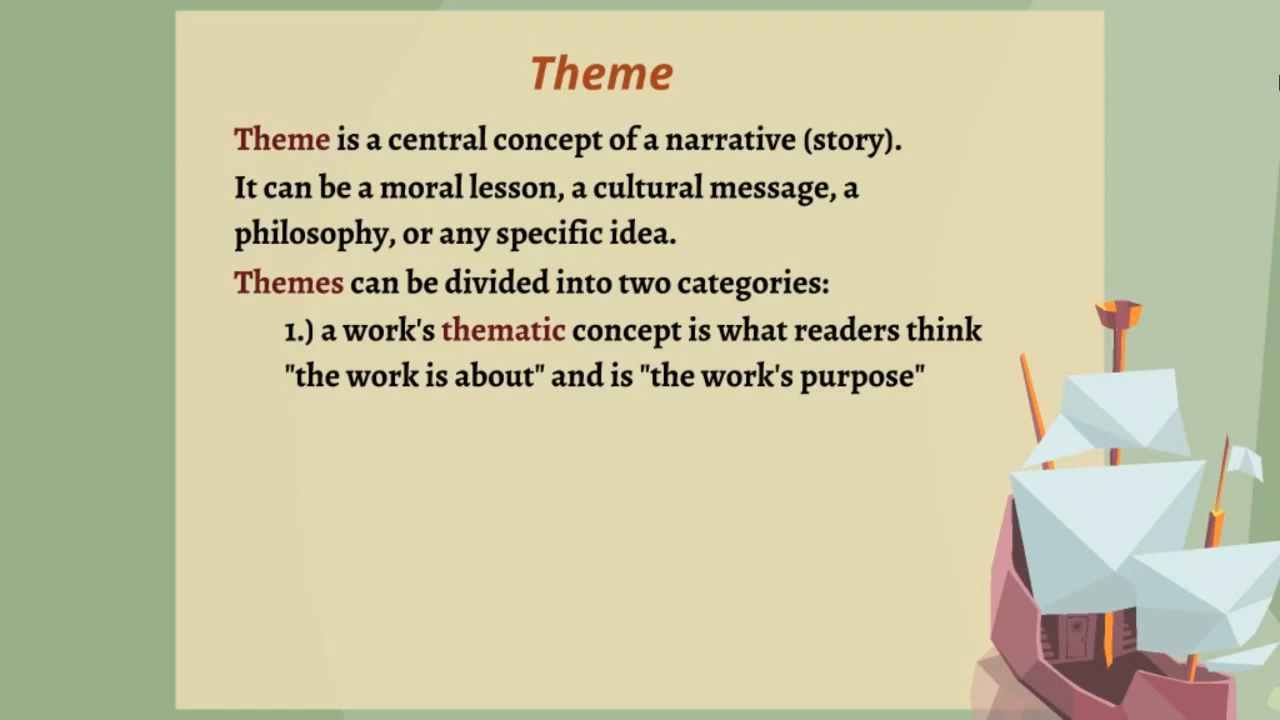 Theme
Theme is a central concept of a narrative (story).
It can be a moral lesson, a cultural message, a
philosophy, or any specific idea.
Themes can be divided into two categories:
1.) a work's thematic concept is what readers think
"the work is about" and is "the work's purpose"